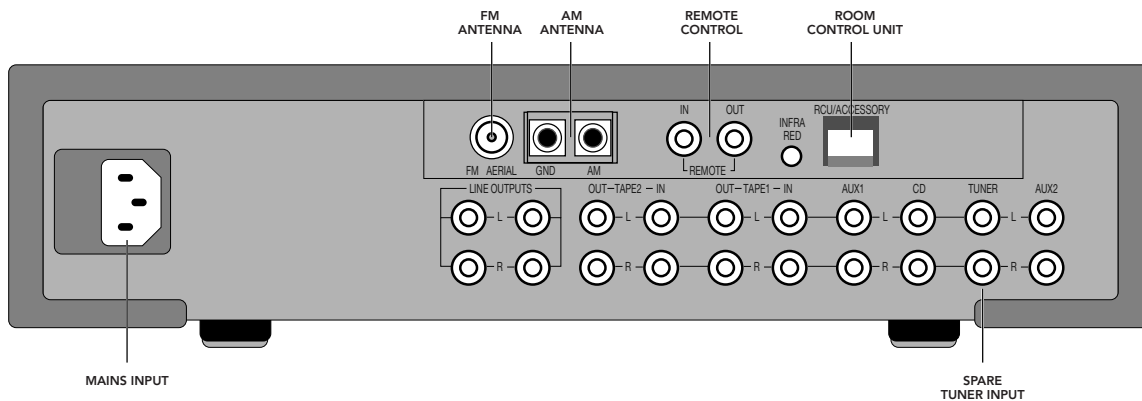 FM
ANTENNA
AM
ANTENNA
REMOTE
CONTROL
ROOM
CONTROL UNIT
IN
OUT
INFRA
RED
RCU/ACCESSORY
FM AERIAL
GND
AM
REMOTE
LINE OUTPUTS
OUT TAPE2 IN
OUT TAPE1 IN
AUX1
CD
TUNER
AUX2
L L L L L
R R R R R
MAINS INPUT
SPARE
TUNER INPUT